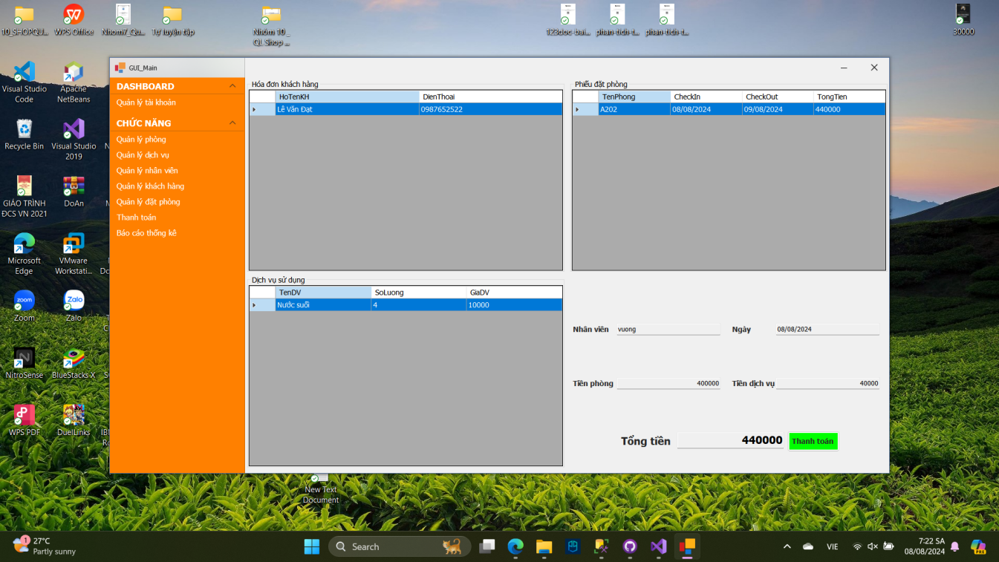 10_SHOPQU...
WPS Office
Nhom7_Qu...
Tự luyện tập
Nhóm 10 _
QL Shop ...
123doc-bai...
phan-tich-t...
phan-tich-t...
30000
Visual Studio
Code
Apache
NetBeans
Recycle Bin
Visual Studio
2019
GIÁO TRÌNH
ĐCS VN 2021
DoAn
Microsoft
Edge
VMware
Workstati...
Zoom
Zalo
NitroSense
BlueStacks X
WPS PDF
DuelLinks
New Text
Document
GUI_Main
DASHBOARD
Quản lý tài khoản
CHỨC NĂNG
Quản lý phòng
Quản lý dịch vụ
Quản lý nhân viên
Quản lý khách hàng
Quản lý đặt phòng
Thanh toán
Báo cáo thống kê
Hóa đơn khách hàng
HoTenKH DienThoai
Lê Văn Đạt 0987652522
Phiếu đặt phòng
TenPhong CheckIn CheckOut TongTien
A202 08/08/2024 09/08/2024 440000
Dịch vụ sử dụng
TenDV SoLuong GiaDV
Nước suối 4 10000
Nhân viên vuong Ngày 08/08/2024
Tiền phòng 400000 Tiền dịch vụ 40000
Tổng tiền 440000 Thanh toán
1
27°C
Partly sunny
Search
VIE
7:22 SA
08/08/2024
PRE